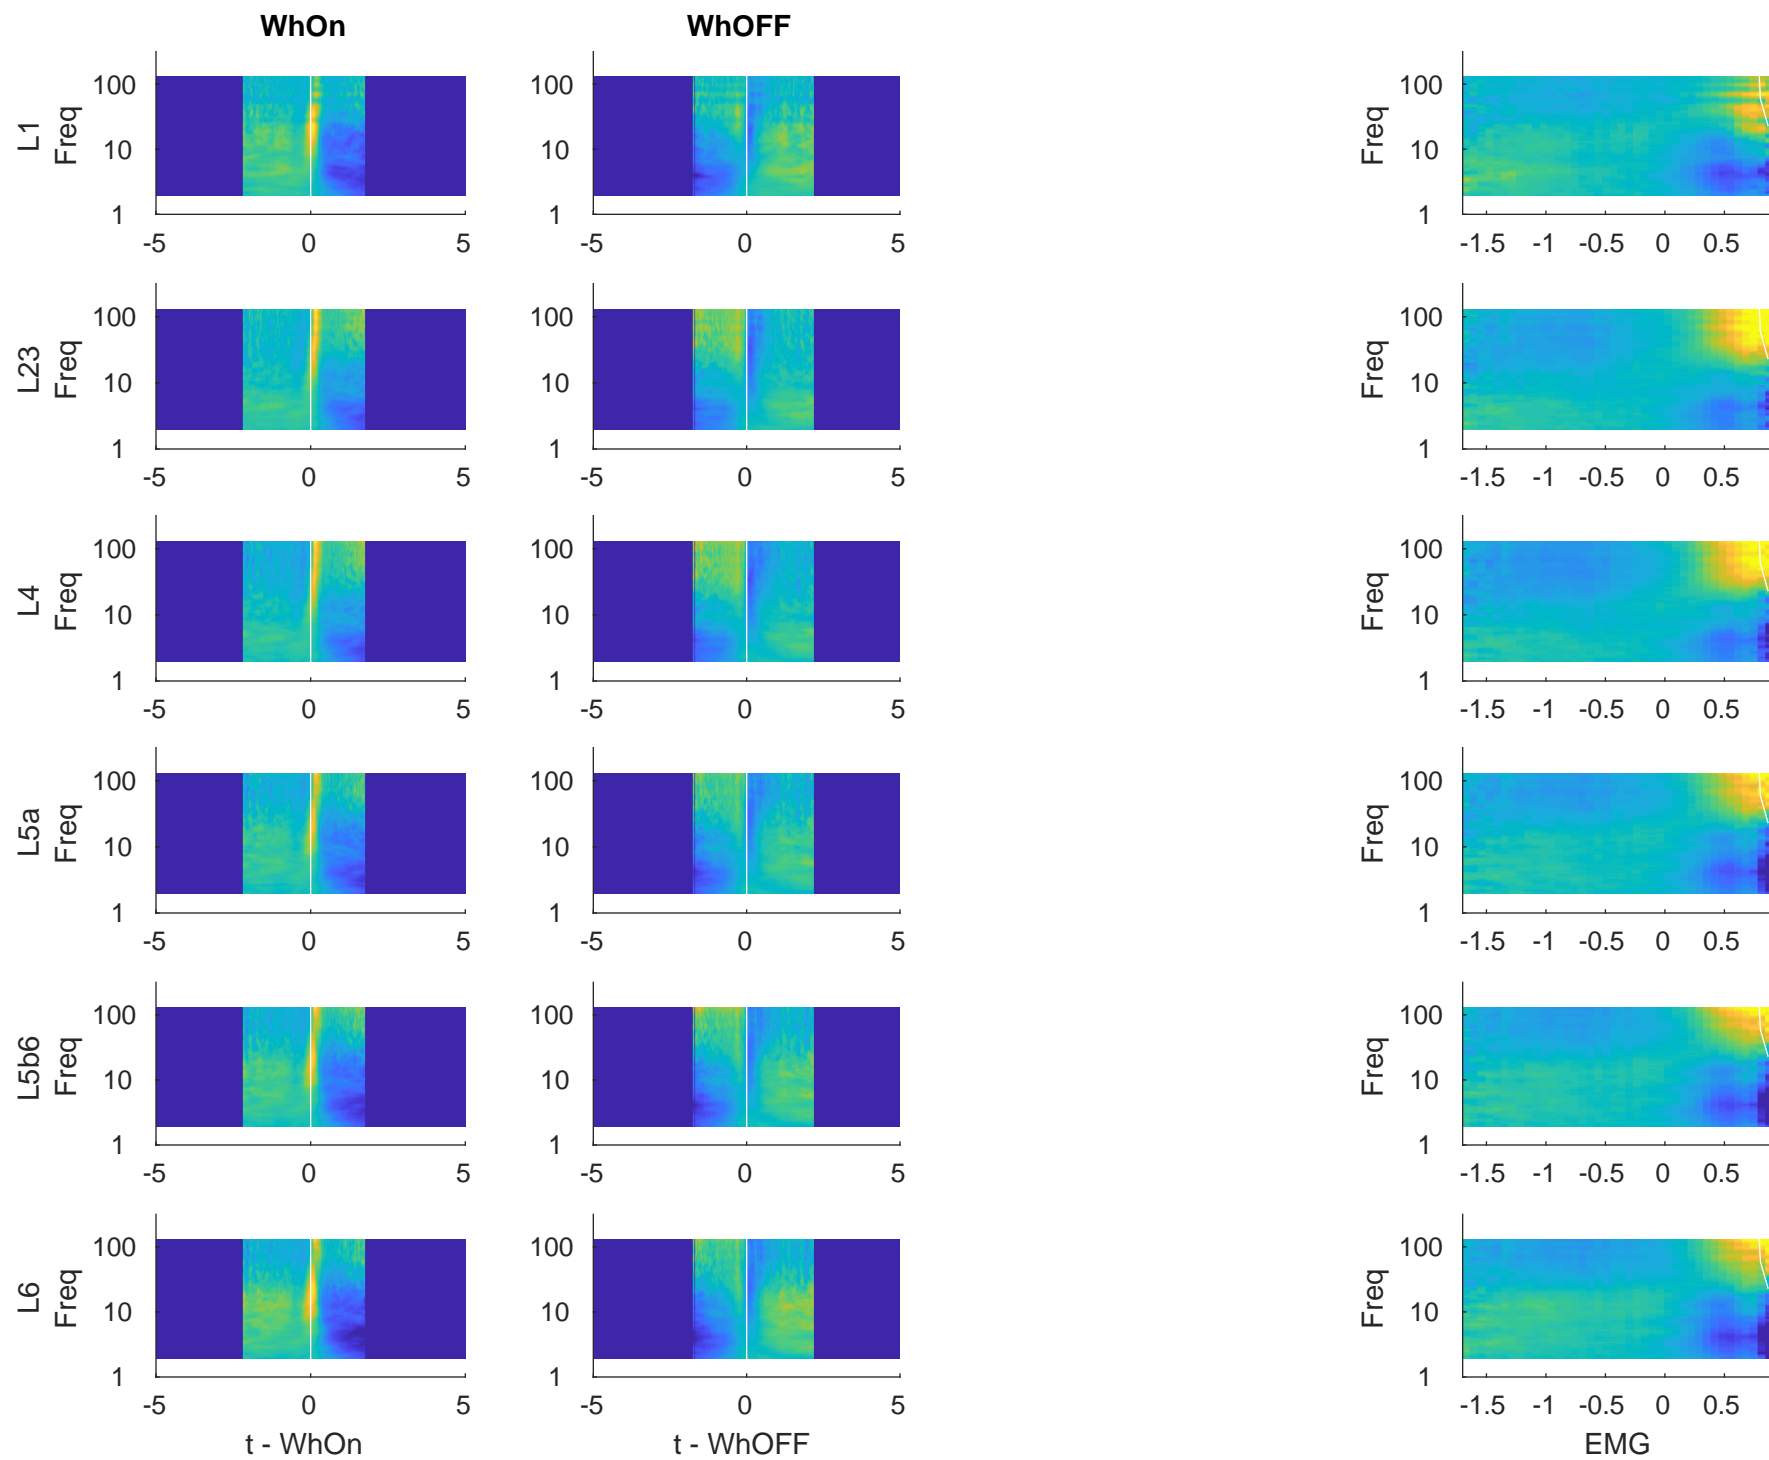 WhOn WhOFF
L1 Freq 100 10 1 100 10 1 Freq 100 10 1
-5 0 5 -5 0 5 -1.5 -1 -0.5 0 0.5
L23 Freq 100 10 1 100 10 1 Freq 100 10 1
-5 0 5 -5 0 5 -1.5 -1 -0.5 0 0.5
L4 Freq 100 10 1 100 10 1 Freq 100 10 1
-5 0 5 -5 0 5 -1.5 -1 -0.5 0 0.5
L5a Freq 100 10 1 100 10 1 Freq 100 10 1
-5 0 5 -5 0 5 -1.5 -1 -0.5 0 0.5
L5b6 Freq 100 10 1 100 10 1 Freq 100 10 1
-5 0 5 -5 0 5 -1.5 -1 -0.5 0 0.5
L6 Freq 100 10 1 100 10 1 Freq 100 10 1
-5 0 5 -5 0 5 -1.5 -1 -0.5 0 0.5
t - WhOn t - WhOFF EMG